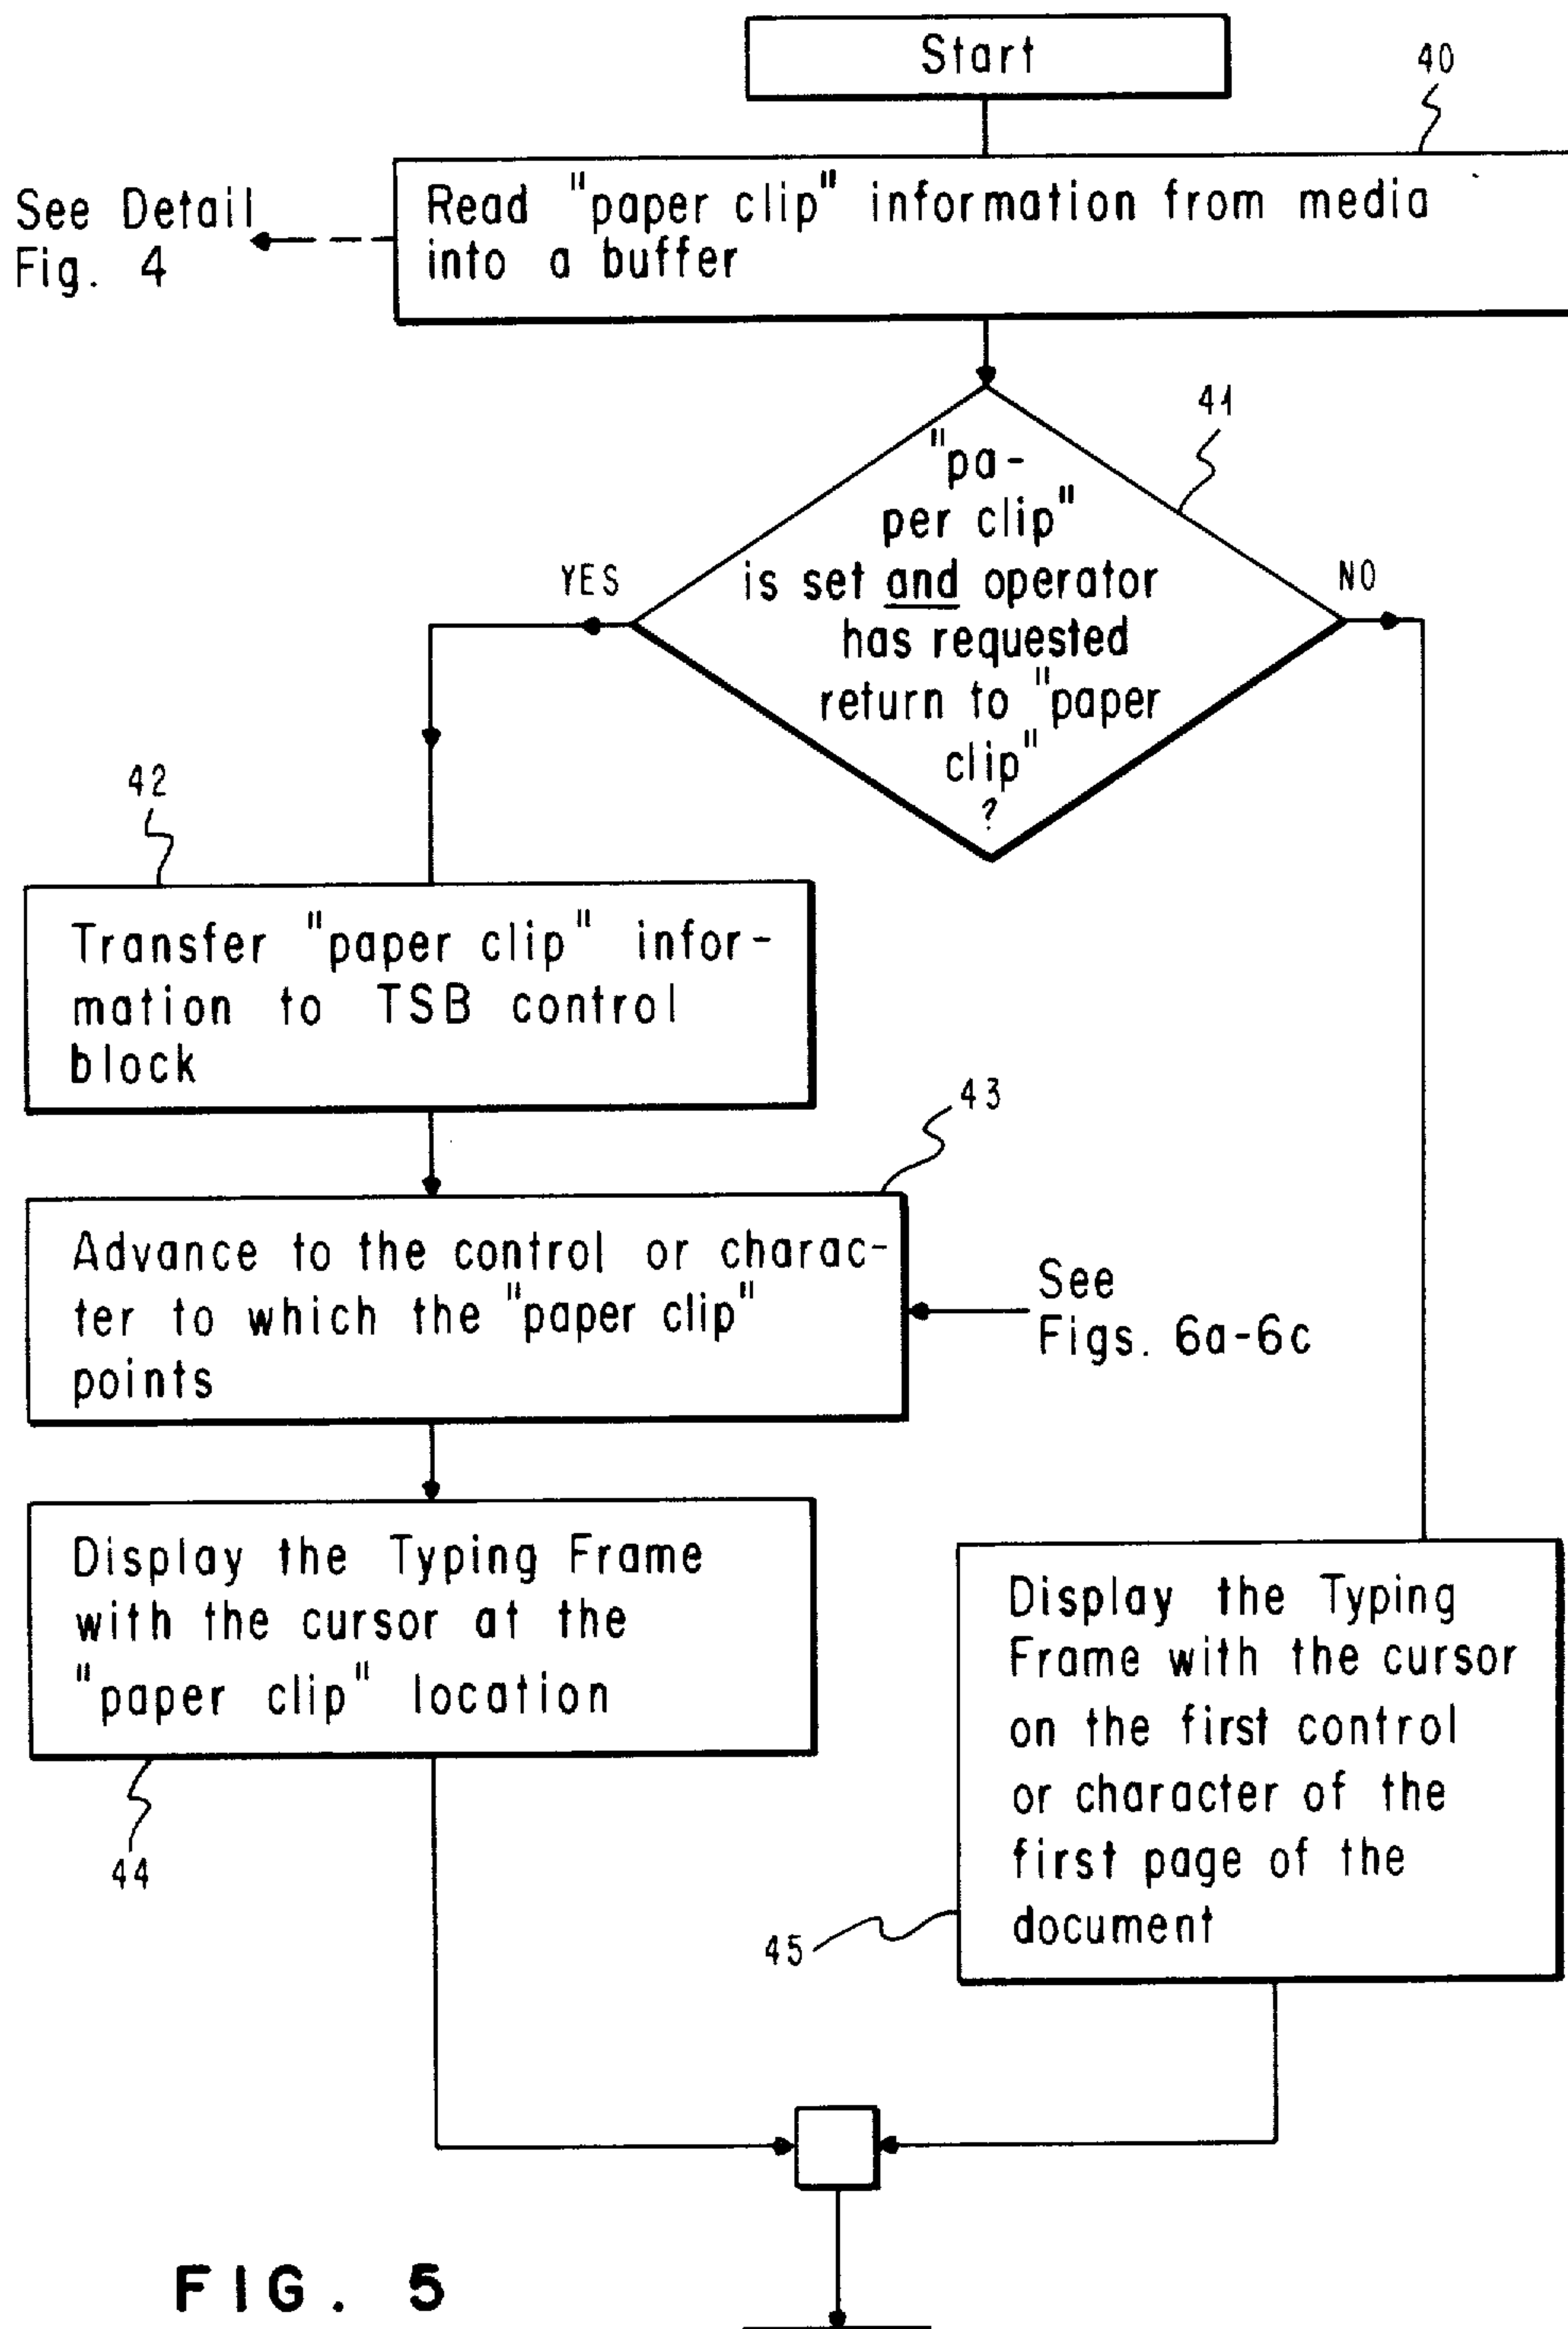 Start
40
See Detail
Fig. 4
Read "paper clip" information from media
into a buffer
41
"pa-
per clip"
is set and operator
has requested
return to "paper
clip"
?
YES
NO
42
Transfer "paper clip" infor-
mation to TSB control
block
43
Advance to the control or charac-
ter to which the "paper clip"
points
See
Figs. 6a-6c
Display the Typing Frame
with the cursor at the
"paper clip" location
44
Display the Typing
Frame with the cursor
on the first control
or character of the
first page of the
document
45
FIG. 5